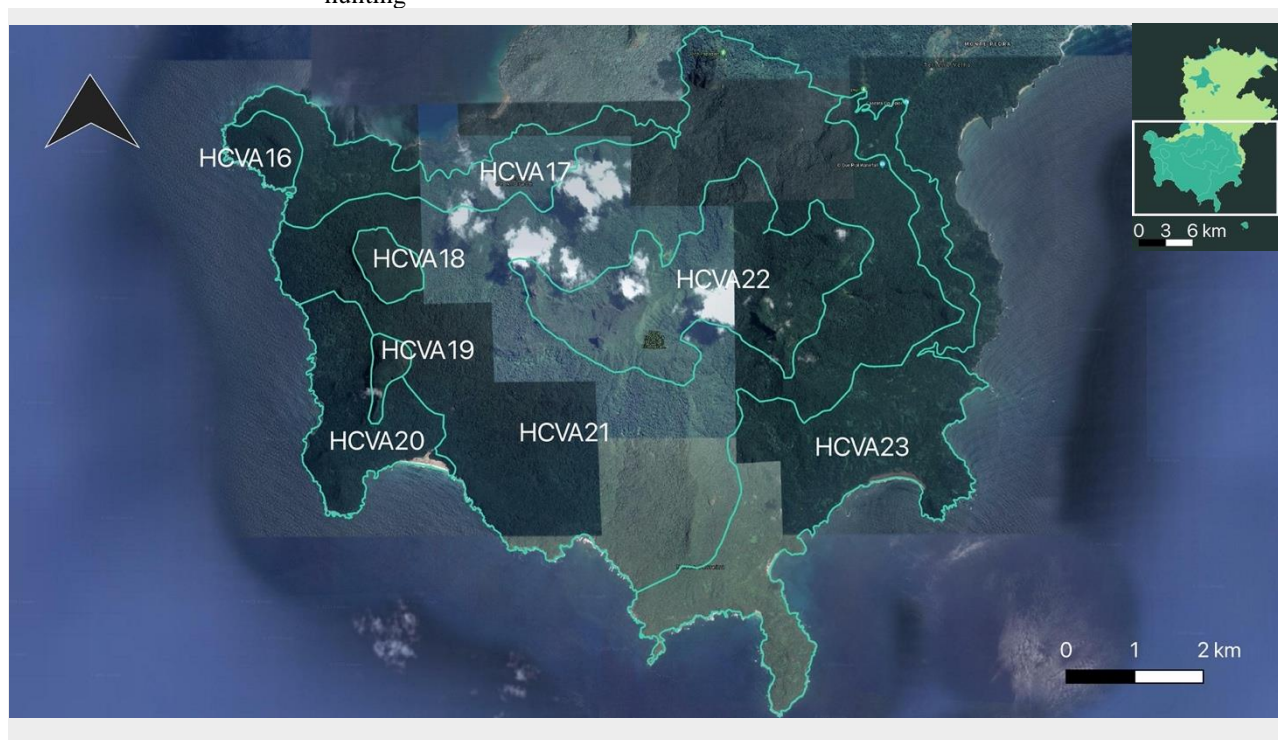 hunting
HCVA16
HCVA17
HCVA18
HCVA22
HCVA19
HCVA20
HCVA21
HCVA23
0 3 6 km
0 1 2 km